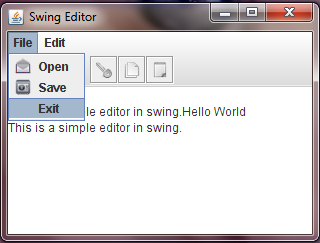 Swing Editor
File Edit
Open
Save
Exit
le editor in swing.Hello World
This is a simple editor in swing.